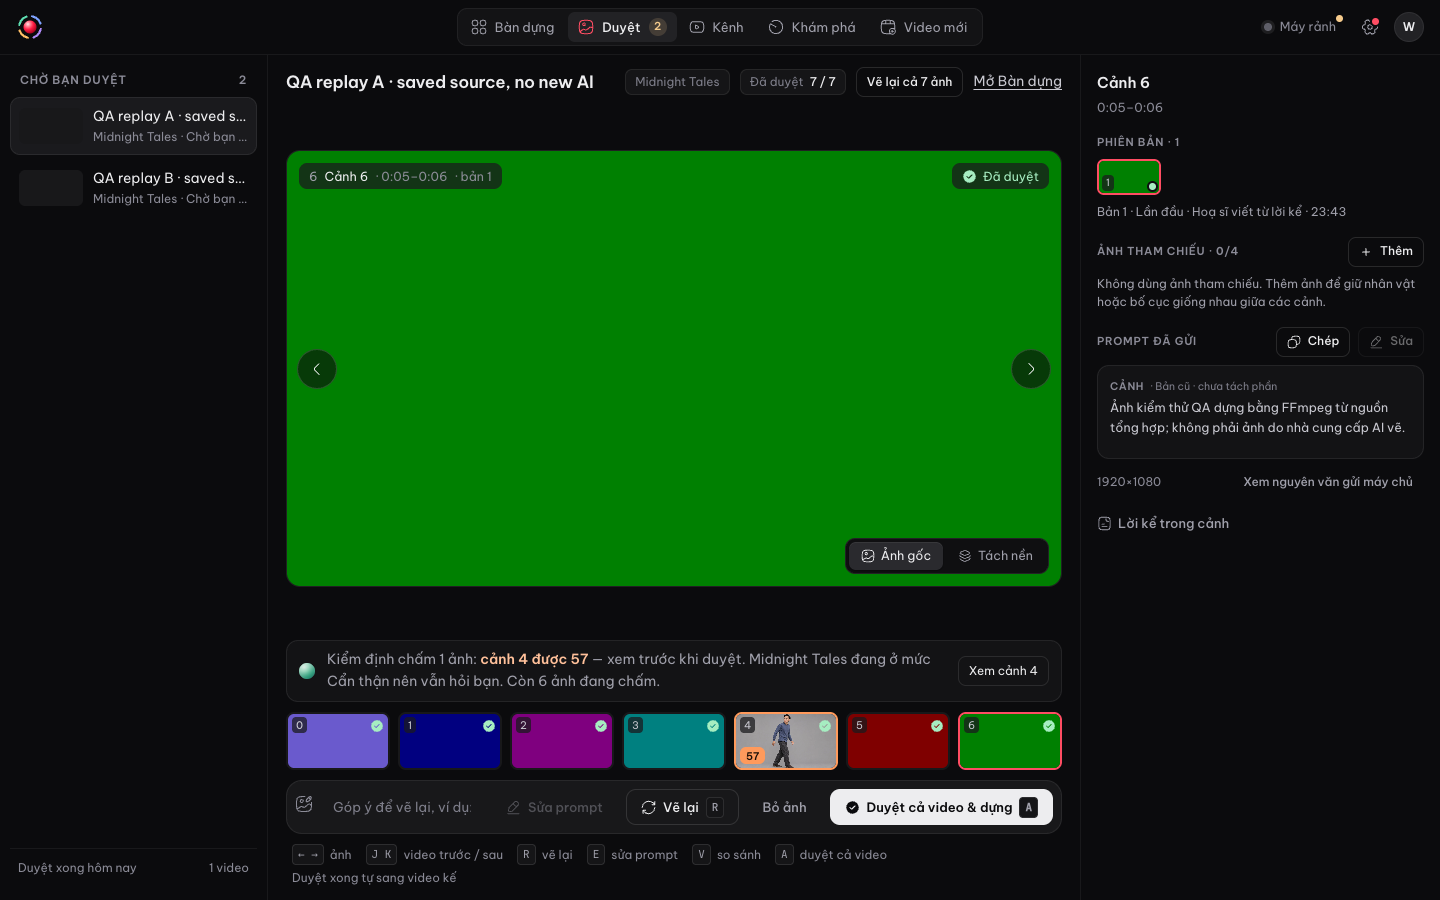 Bàn dựng
Duyệt 2
Kênh
Khám phá
Video mới
Máy rảnh
W
CHỜ BẠN DUYỆT 2
QA replay A · saved s...
Midnight Tales · Chờ bạn ...
QA replay B · saved s...
Midnight Tales · Chờ bạn ...
Duyệt xong hôm nay 1 video
QA replay A · saved source, no new AI
Midnight Tales
Đã duyệt 7 / 7
Vẽ lại cả 7 ảnh
Mở Bàn dựng
6 Cảnh 6 · 0:05–0:06 · bản 1
Đã duyệt
Ảnh gốc
Tách nền
Kiểm định chấm 1 ảnh: cảnh 4 được 57 — xem trước khi duyệt. Midnight Tales đang ở mức
Cẩn thận nên vẫn hỏi bạn. Còn 6 ảnh đang chấm.
Xem cảnh 4
0 1 2 3 4 5 6
57
Góp ý để vẽ lại, ví dụ:
Sửa prompt
Vẽ lại R
Bỏ ảnh
Duyệt cả video & dựng A
← → ảnh J K video trước / sau R vẽ lại E sửa prompt V so sánh A duyệt cả video
Duyệt xong tự sang video kế
Cảnh 6
0:05–0:06
PHIÊN BẢN · 1
1
Bản 1 · Lần đầu · Hoạ sĩ viết từ lời kể · 23:43
ẢNH THAM CHIẾU · 0/4
+ Thêm
Không dùng ảnh tham chiếu. Thêm ảnh để giữ nhân vật
hoặc bố cục giống nhau giữa các cảnh.
PROMPT ĐÃ GỬI
Chép
Sửa
CẢNH · Bản cũ · chưa tách phần
Ảnh kiểm thử QA dựng bằng FFmpeg từ nguồn
tổng hợp; không phải ảnh do nhà cung cấp AI vẽ.
1920×1080
Xem nguyên văn gửi máy chủ
Lời kể trong cảnh